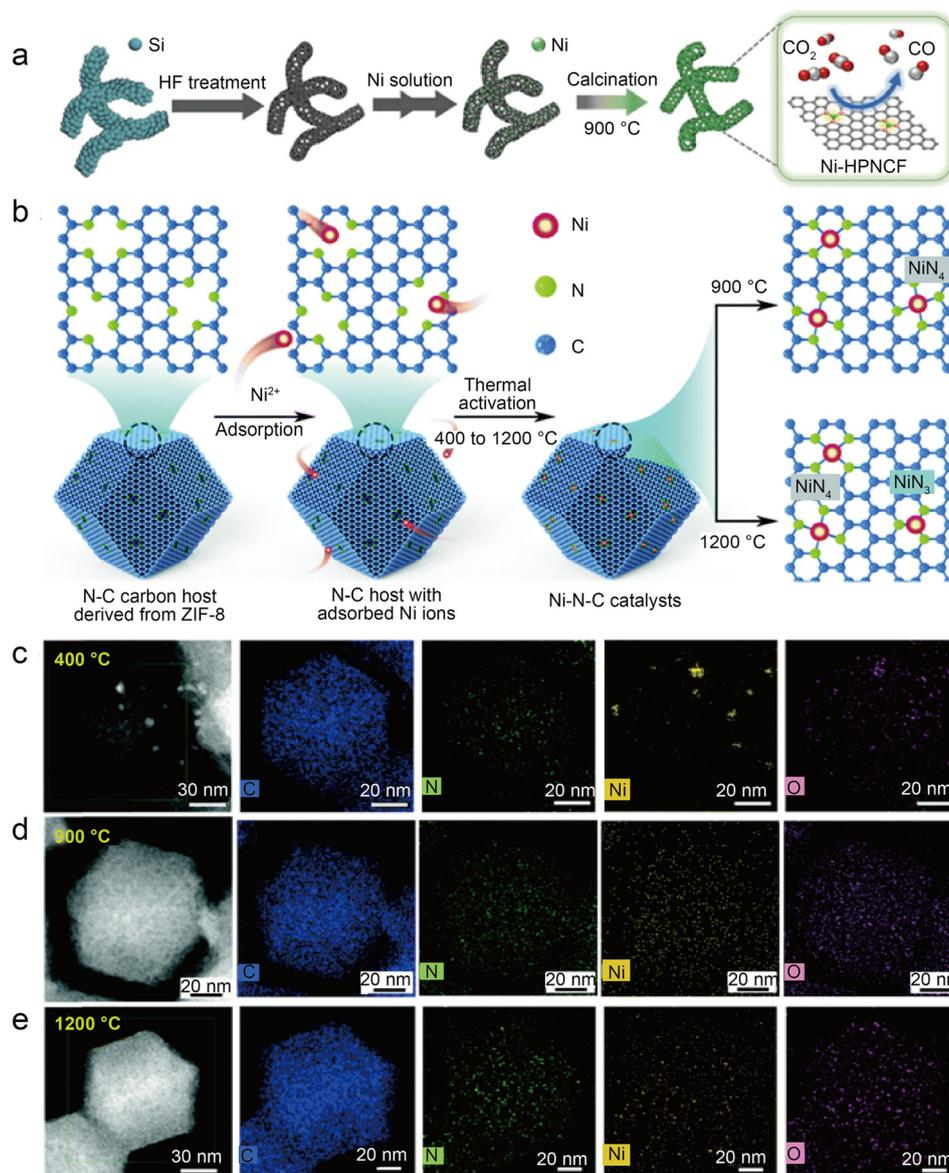 a
Si
HF treatment
Ni solution
Ni
Calcination
900 °C
CO₂
CO
Ni-HPNCF
b
Ni
N
C
Ni²⁺
Adsorption
Thermal
activation
400 to 1200 °C
900 °C
1200 °C
NiN₄
NiN₄
NiN₃
N-C carbon host
derived from ZIF-8
N-C host with
adsorbed Ni ions
Ni-N-C catalysts
c
400 °C
30 nm
C
20 nm
N
20 nm
Ni
20 nm
O
20 nm
d
900 °C
20 nm
C
20 nm
N
20 nm
Ni
20 nm
O
20 nm
e
1200 °C
30 nm
C
20 nm
N
20 nm
Ni
20 nm
O
20 nm